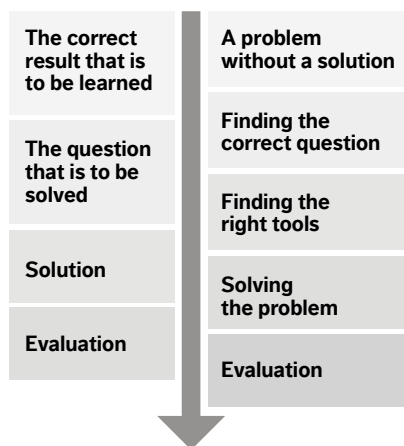 The correct
result that is
to be learned
The question
that is to be
solved
Solution
Evaluation
A problem
without a solution
Finding the
correct question
Finding the
right tools
Solving
the problem
Evaluation